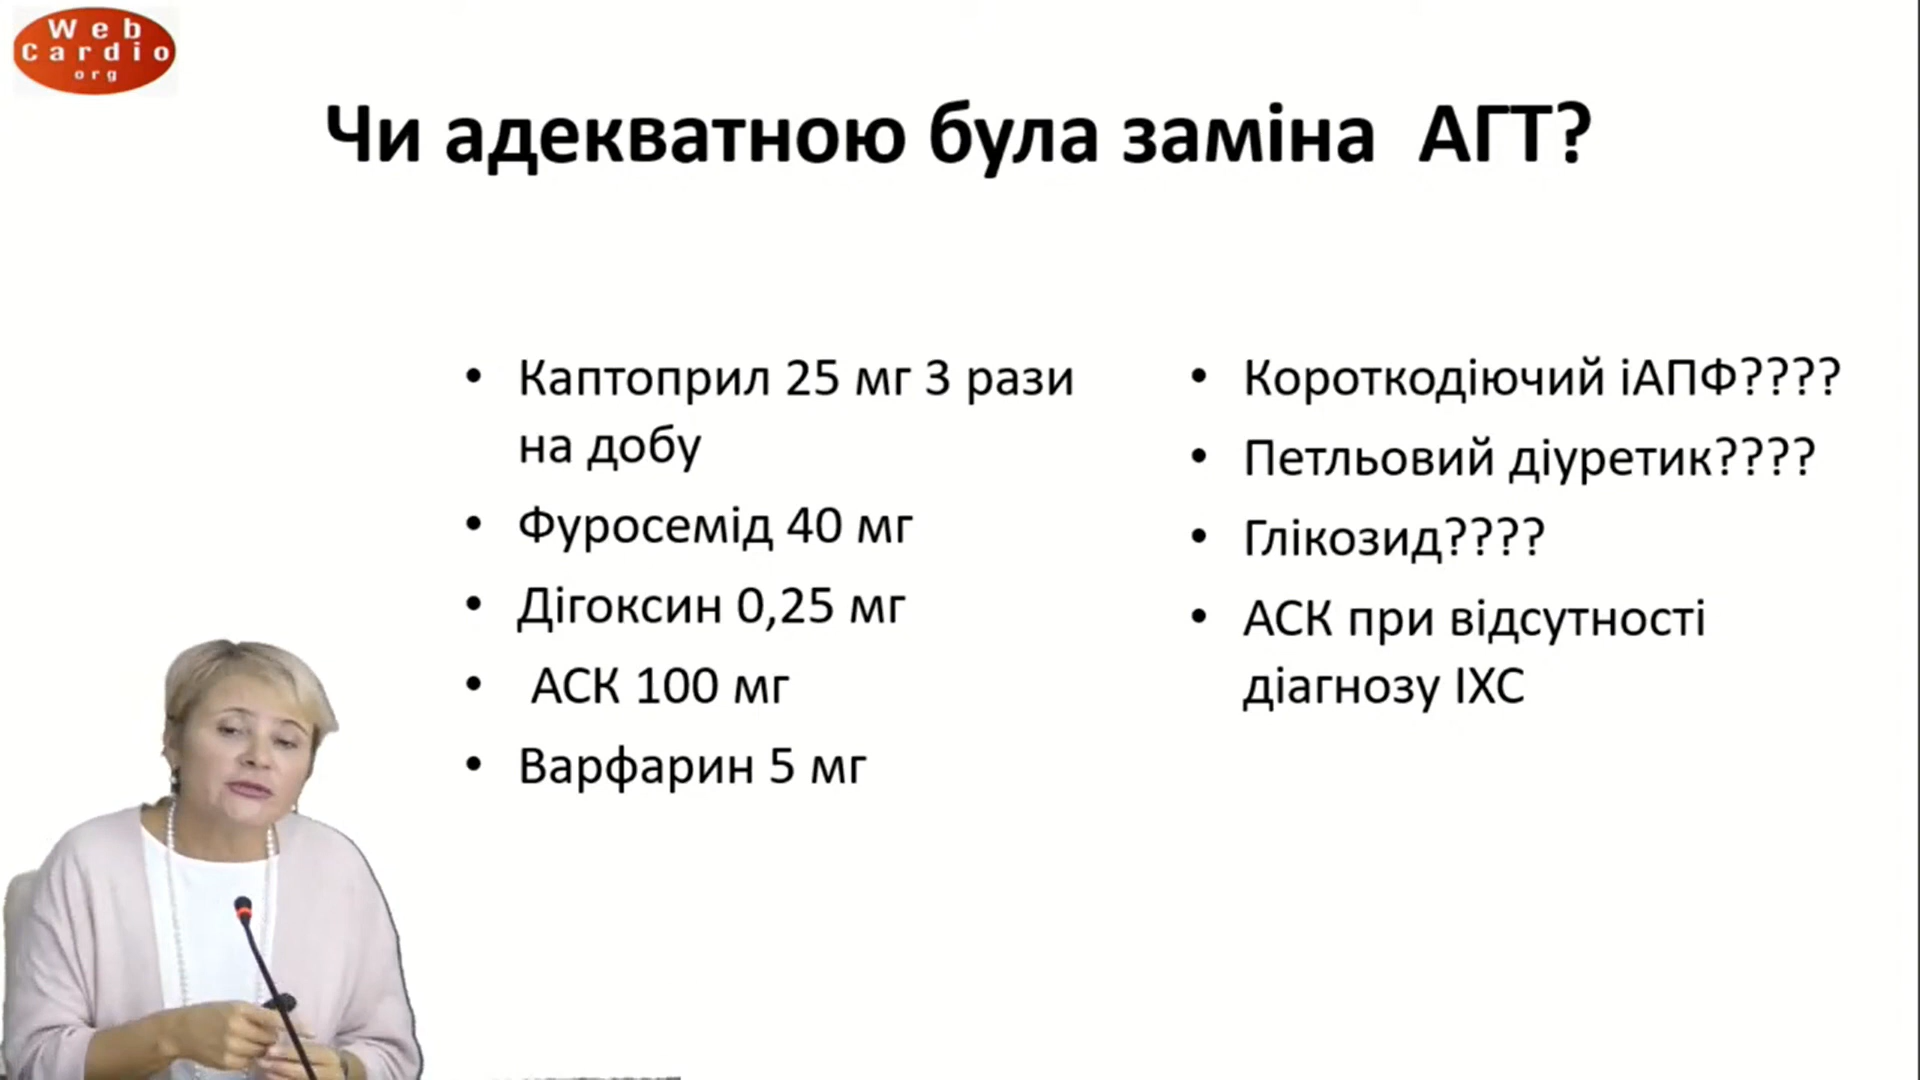 Web
Cardio
org
Чи адекватною була заміна АГТ?
• Каптоприл 25 мг 3 рази
на добу
• Фуросемід 40 мг
• Дігоксин 0,25 мг
• АСК 100 мг
• Варфарин 5 мг
• Короткодіючий іАПФ????
• Петльовий діуретик????
• Глікозид????
• АСК при відсутності
діагнозу ІХС